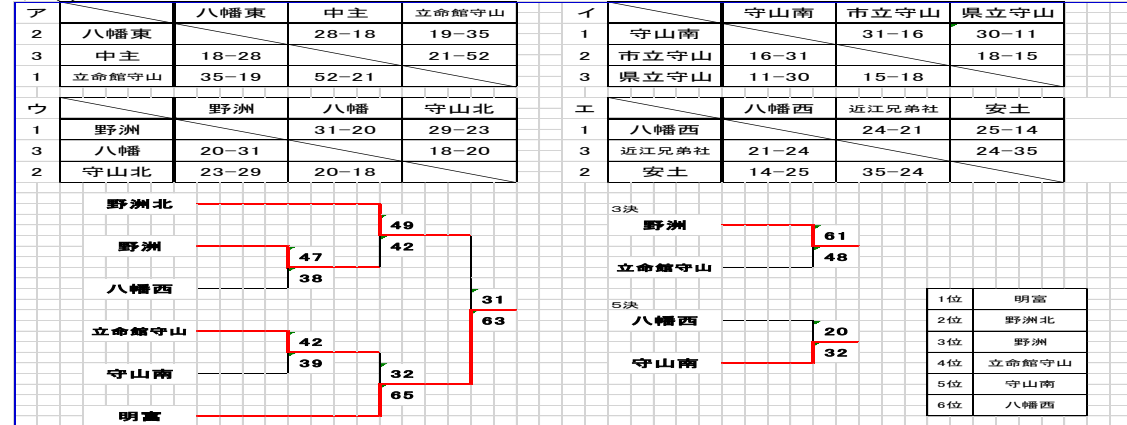 ア 八幡東 中主 立命館守山
2 八幡東 28-18 19-35
3 中主 18-28 21-52
1 立命館守山 35-19 52-21
イ 守山南 市立守山 県立守山
1 守山南 31-16 30-11
2 市立守山 16-31 18-15
3 県立守山 11-30 15-18
ウ 野洲 八幡 守山北
1 野洲 31-20 29-23
3 八幡 20-31 18-20
2 守山北 23-29 20-18
エ 八幡西 近江兄弟社 安土
1 八幡西 24-21 25-14
3 近江兄弟社 21-24 24-35
2 安土 14-25 35-24
野洲北
49
野洲
42
47
38
八幡西
31
63
立命館守山
42
39
守山南
32
65
明富
3決
野洲
61
48
立命館守山
5決
八幡西
20
32
守山南
1位 明富
2位 野洲北
3位 野洲
4位 立命館守山
5位 守山南
6位 八幡西